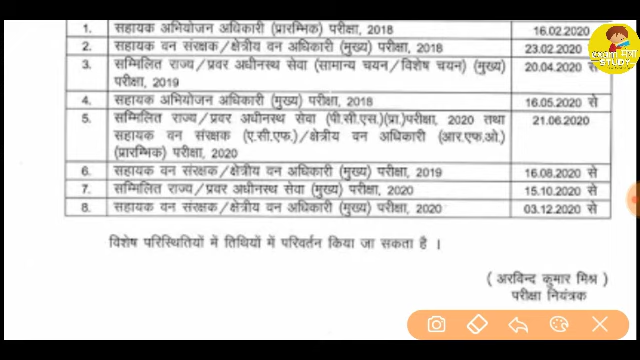 1. सहायक अभियोजन अधिकारी (प्रारम्भिक) परीक्षा, 2018 16.02.2020
2. सहायक वन संरक्षक/क्षेत्रीय वन अधिकारी (मुख्य) परीक्षा, 2018 23.02.2020
3. सम्मिलित राज्य/प्रवर अधीनस्थ सेवा (सामान्य चयन/विशेष चयन) (मुख्य) 20.04.2020 से
परीक्षा, 2019
4. सहायक अभियोजन अधिकारी (मुख्य) परीक्षा, 2018 16.05.2020 से
5. सम्मिलित राज्य/प्रवर अधीनस्थ सेवा (पी.सी.एस.)(प्रा०)परीक्षा, 2020 तथा 21.06.2020
सहायक वन संरक्षक (ए.सी.एफ.)/क्षेत्रीय वन अधिकारी (आर.एफ.ओ.)
(प्रारम्भिक) परीक्षा, 2020
6. सहायक वन संरक्षक/क्षेत्रीय वन अधिकारी (मुख्य) परीक्षा, 2019 16.08.2020 से
7. सम्मिलित राज्य/प्रवर अधीनस्थ सेवा (मुख्य) परीक्षा, 2020 15.10.2020 से
8. सहायक वन संरक्षक/क्षेत्रीय वन अधिकारी (मुख्य) परीक्षा, 2020 03.12.2020 से
विशेष परिस्थितियों में तिथियों में परिवर्तन किया जा सकता है ।
( अरविन्द कुमार मिश्र )
परीक्षा नियंत्रक
STUDY